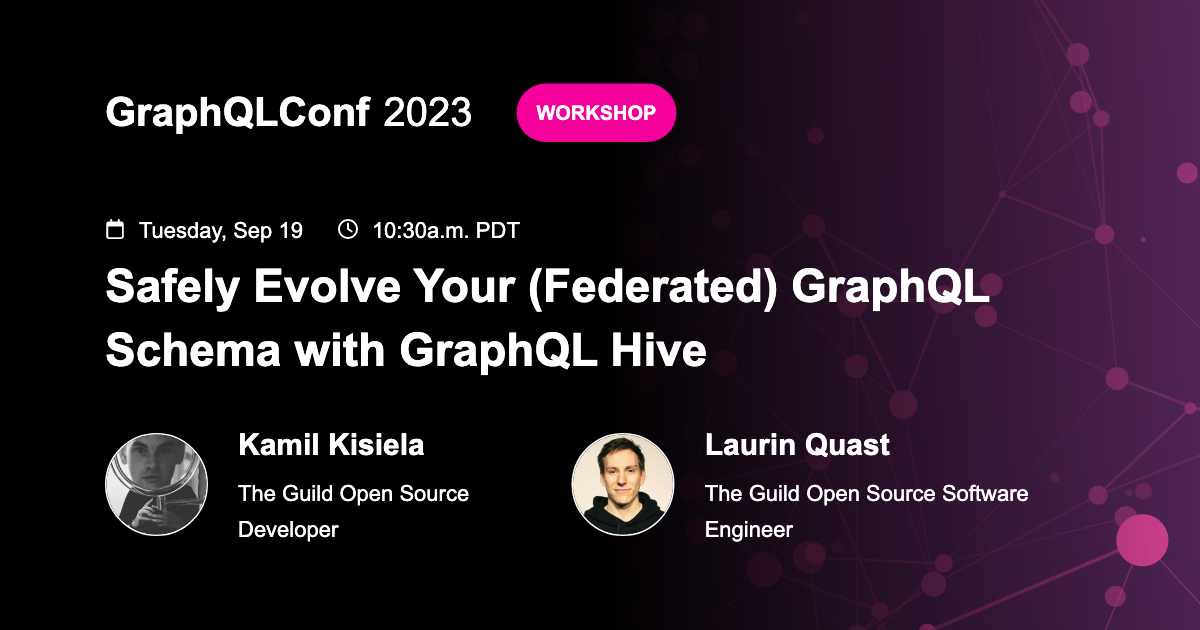 GraphQLConf 2023 WORKSHOP
Tuesday, Sep 19 10:30a.m. PDT
Safely Evolve Your (Federated) GraphQL
Schema with GraphQL Hive
Kamil Kisiela
The Guild Open Source
Developer
Laurin Quast
The Guild Open Source Software
Engineer